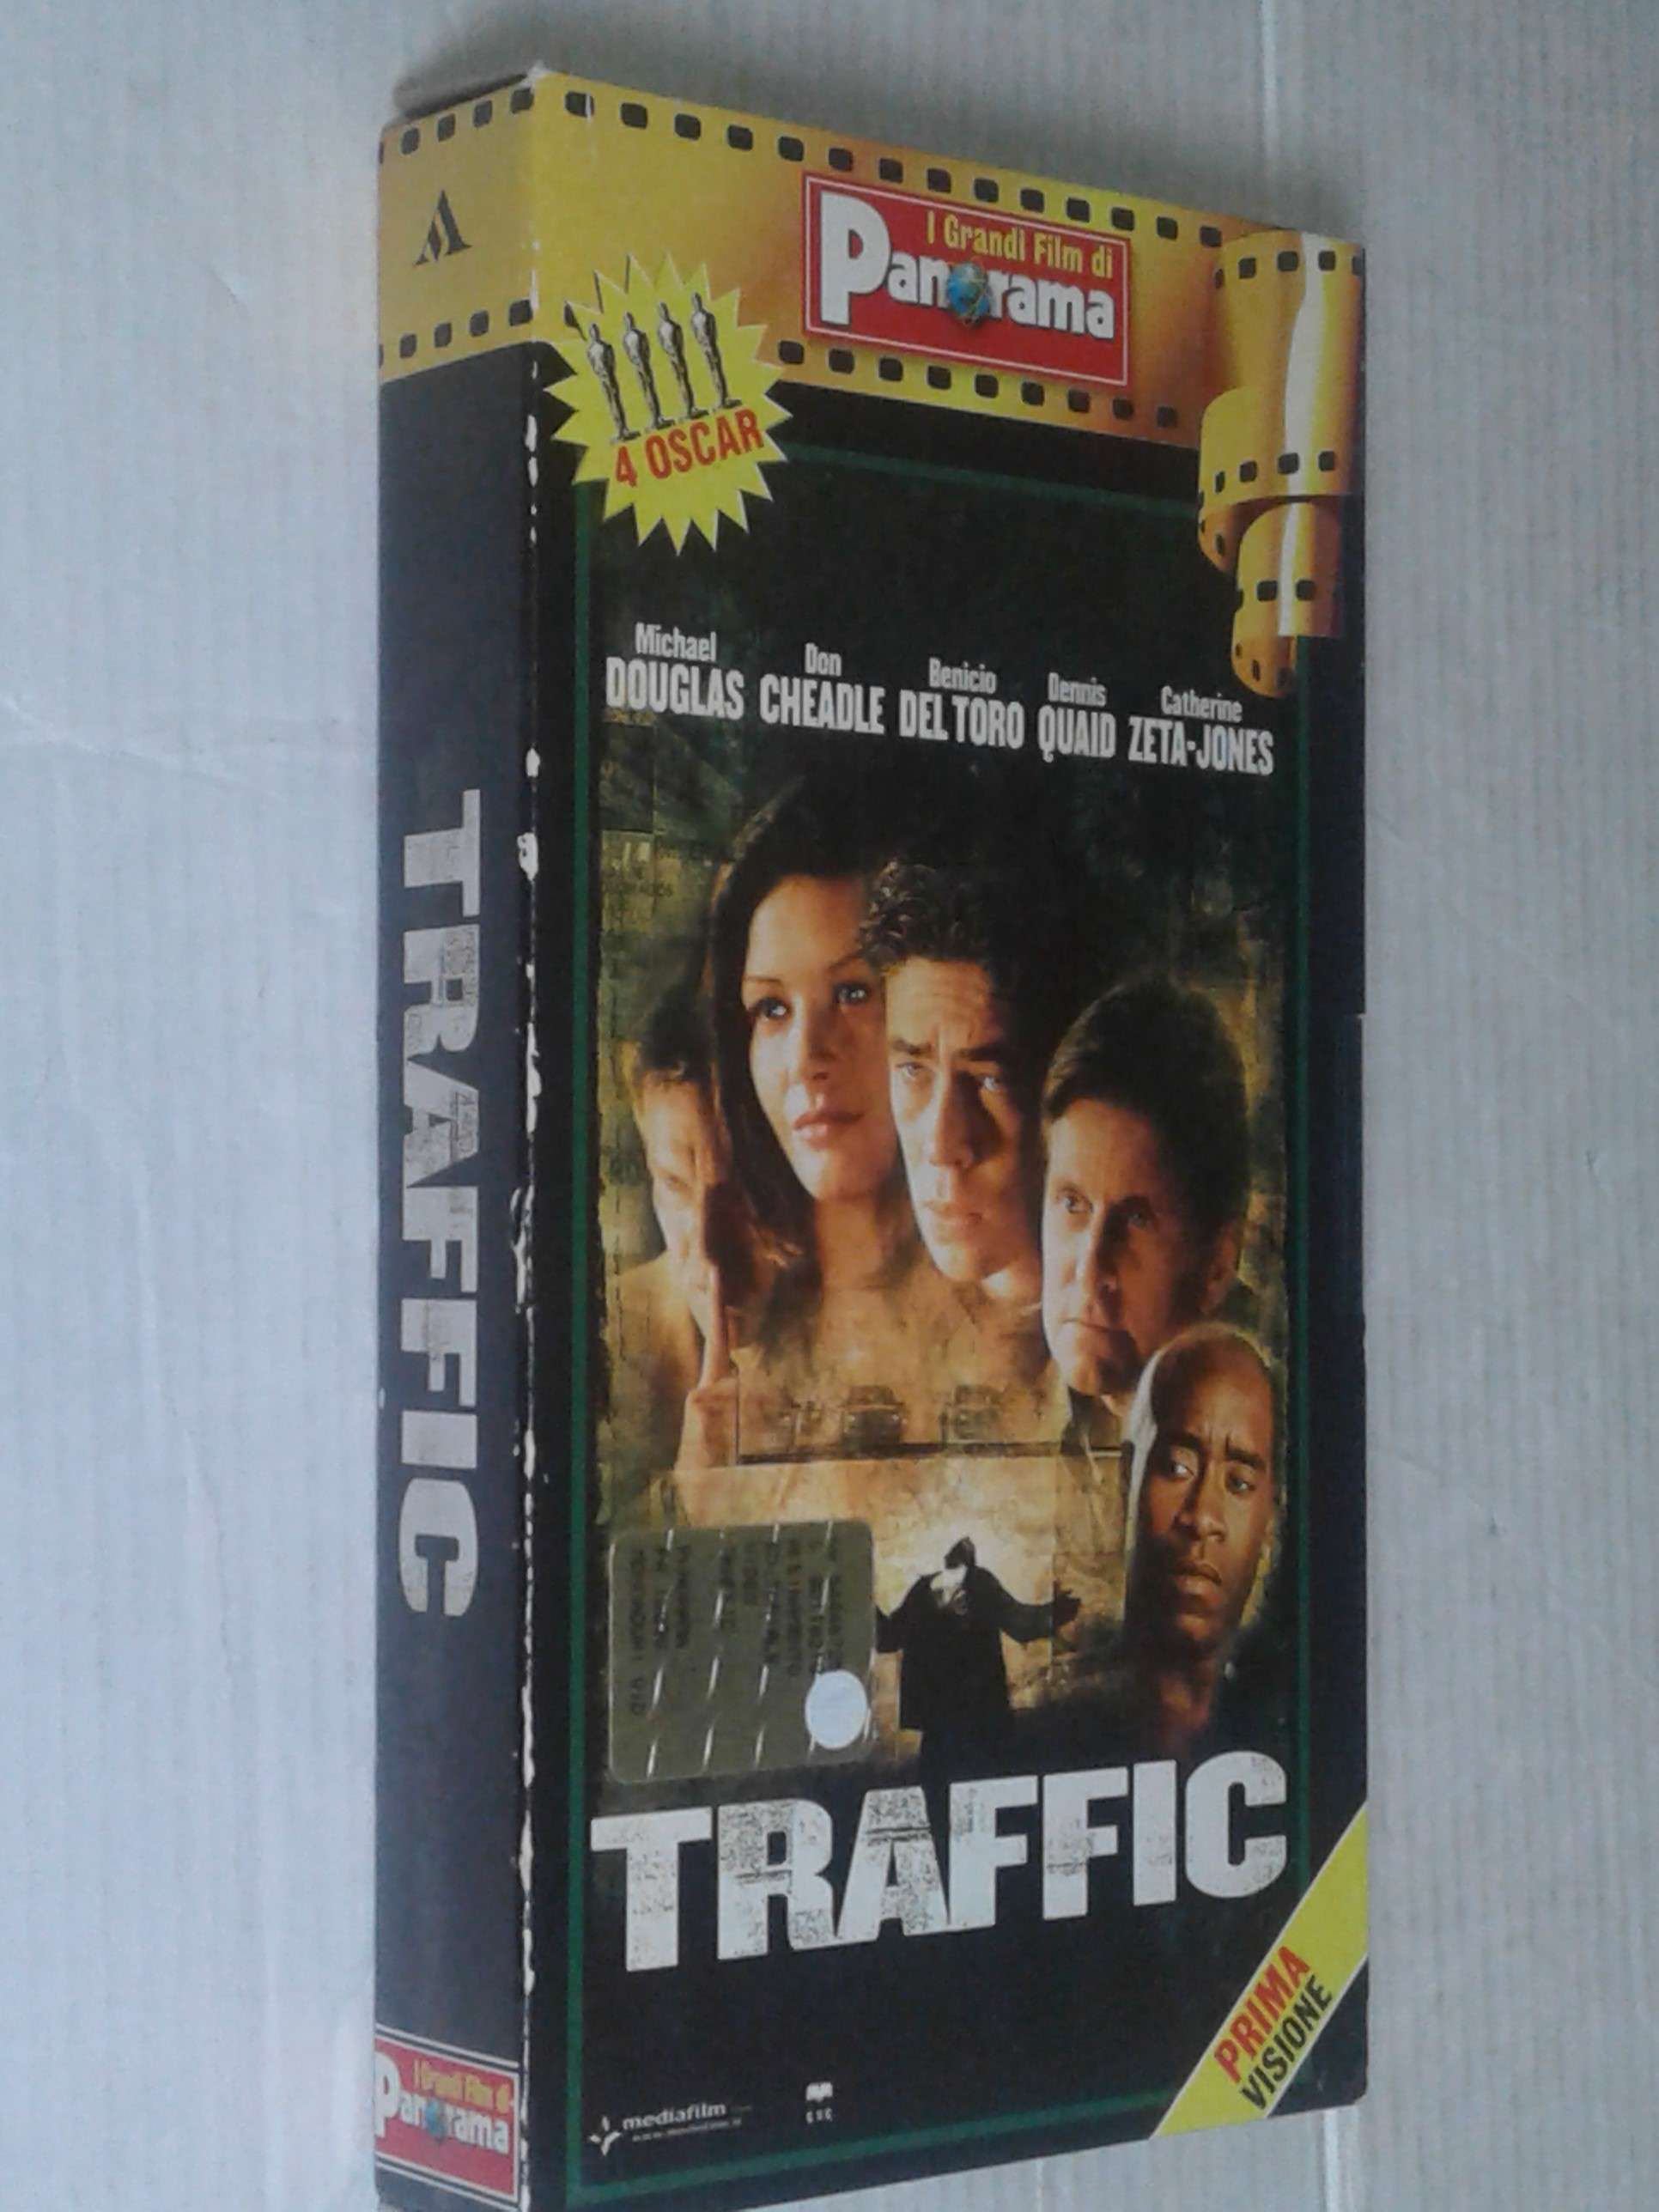 I Grandi Film di
Panorama
4 OSCAR
Michael
DOUGLAS
Don
CHEADLE
Benicio
DEL TORO
Dennis
QUAID
Catherine
ZETA-JONES
TRAFFIC
TRAFFIC
PRIMA
VISIONE
mediafilm
I Grandi Film di
Panorama